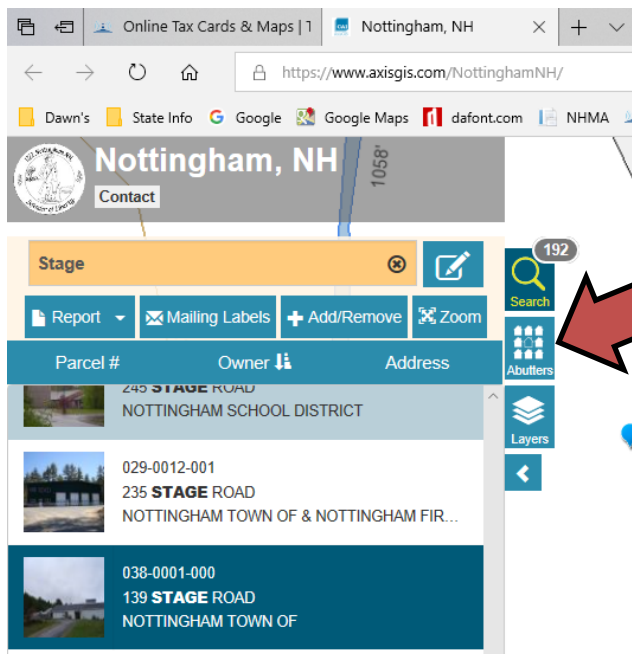 Online Tax Cards & Maps | T
Nottingham, NH
https://www.axisgis.com/NottinghamNH/
Dawn's
State Info
Google
Google Maps
dafont.com
NHMA
Nottingham, NH
Contact
1058'
Stage
192
Search
Report
Mailing Labels
Add/Remove
Zoom
Abutters
Parcel #
Owner
Address
Layers
245 STAGE ROAD
NOTTINGHAM SCHOOL DISTRICT
029-0012-001
235 STAGE ROAD
NOTTINGHAM TOWN OF & NOTTINGHAM FIR...
038-0001-000
139 STAGE ROAD
NOTTINGHAM TOWN OF